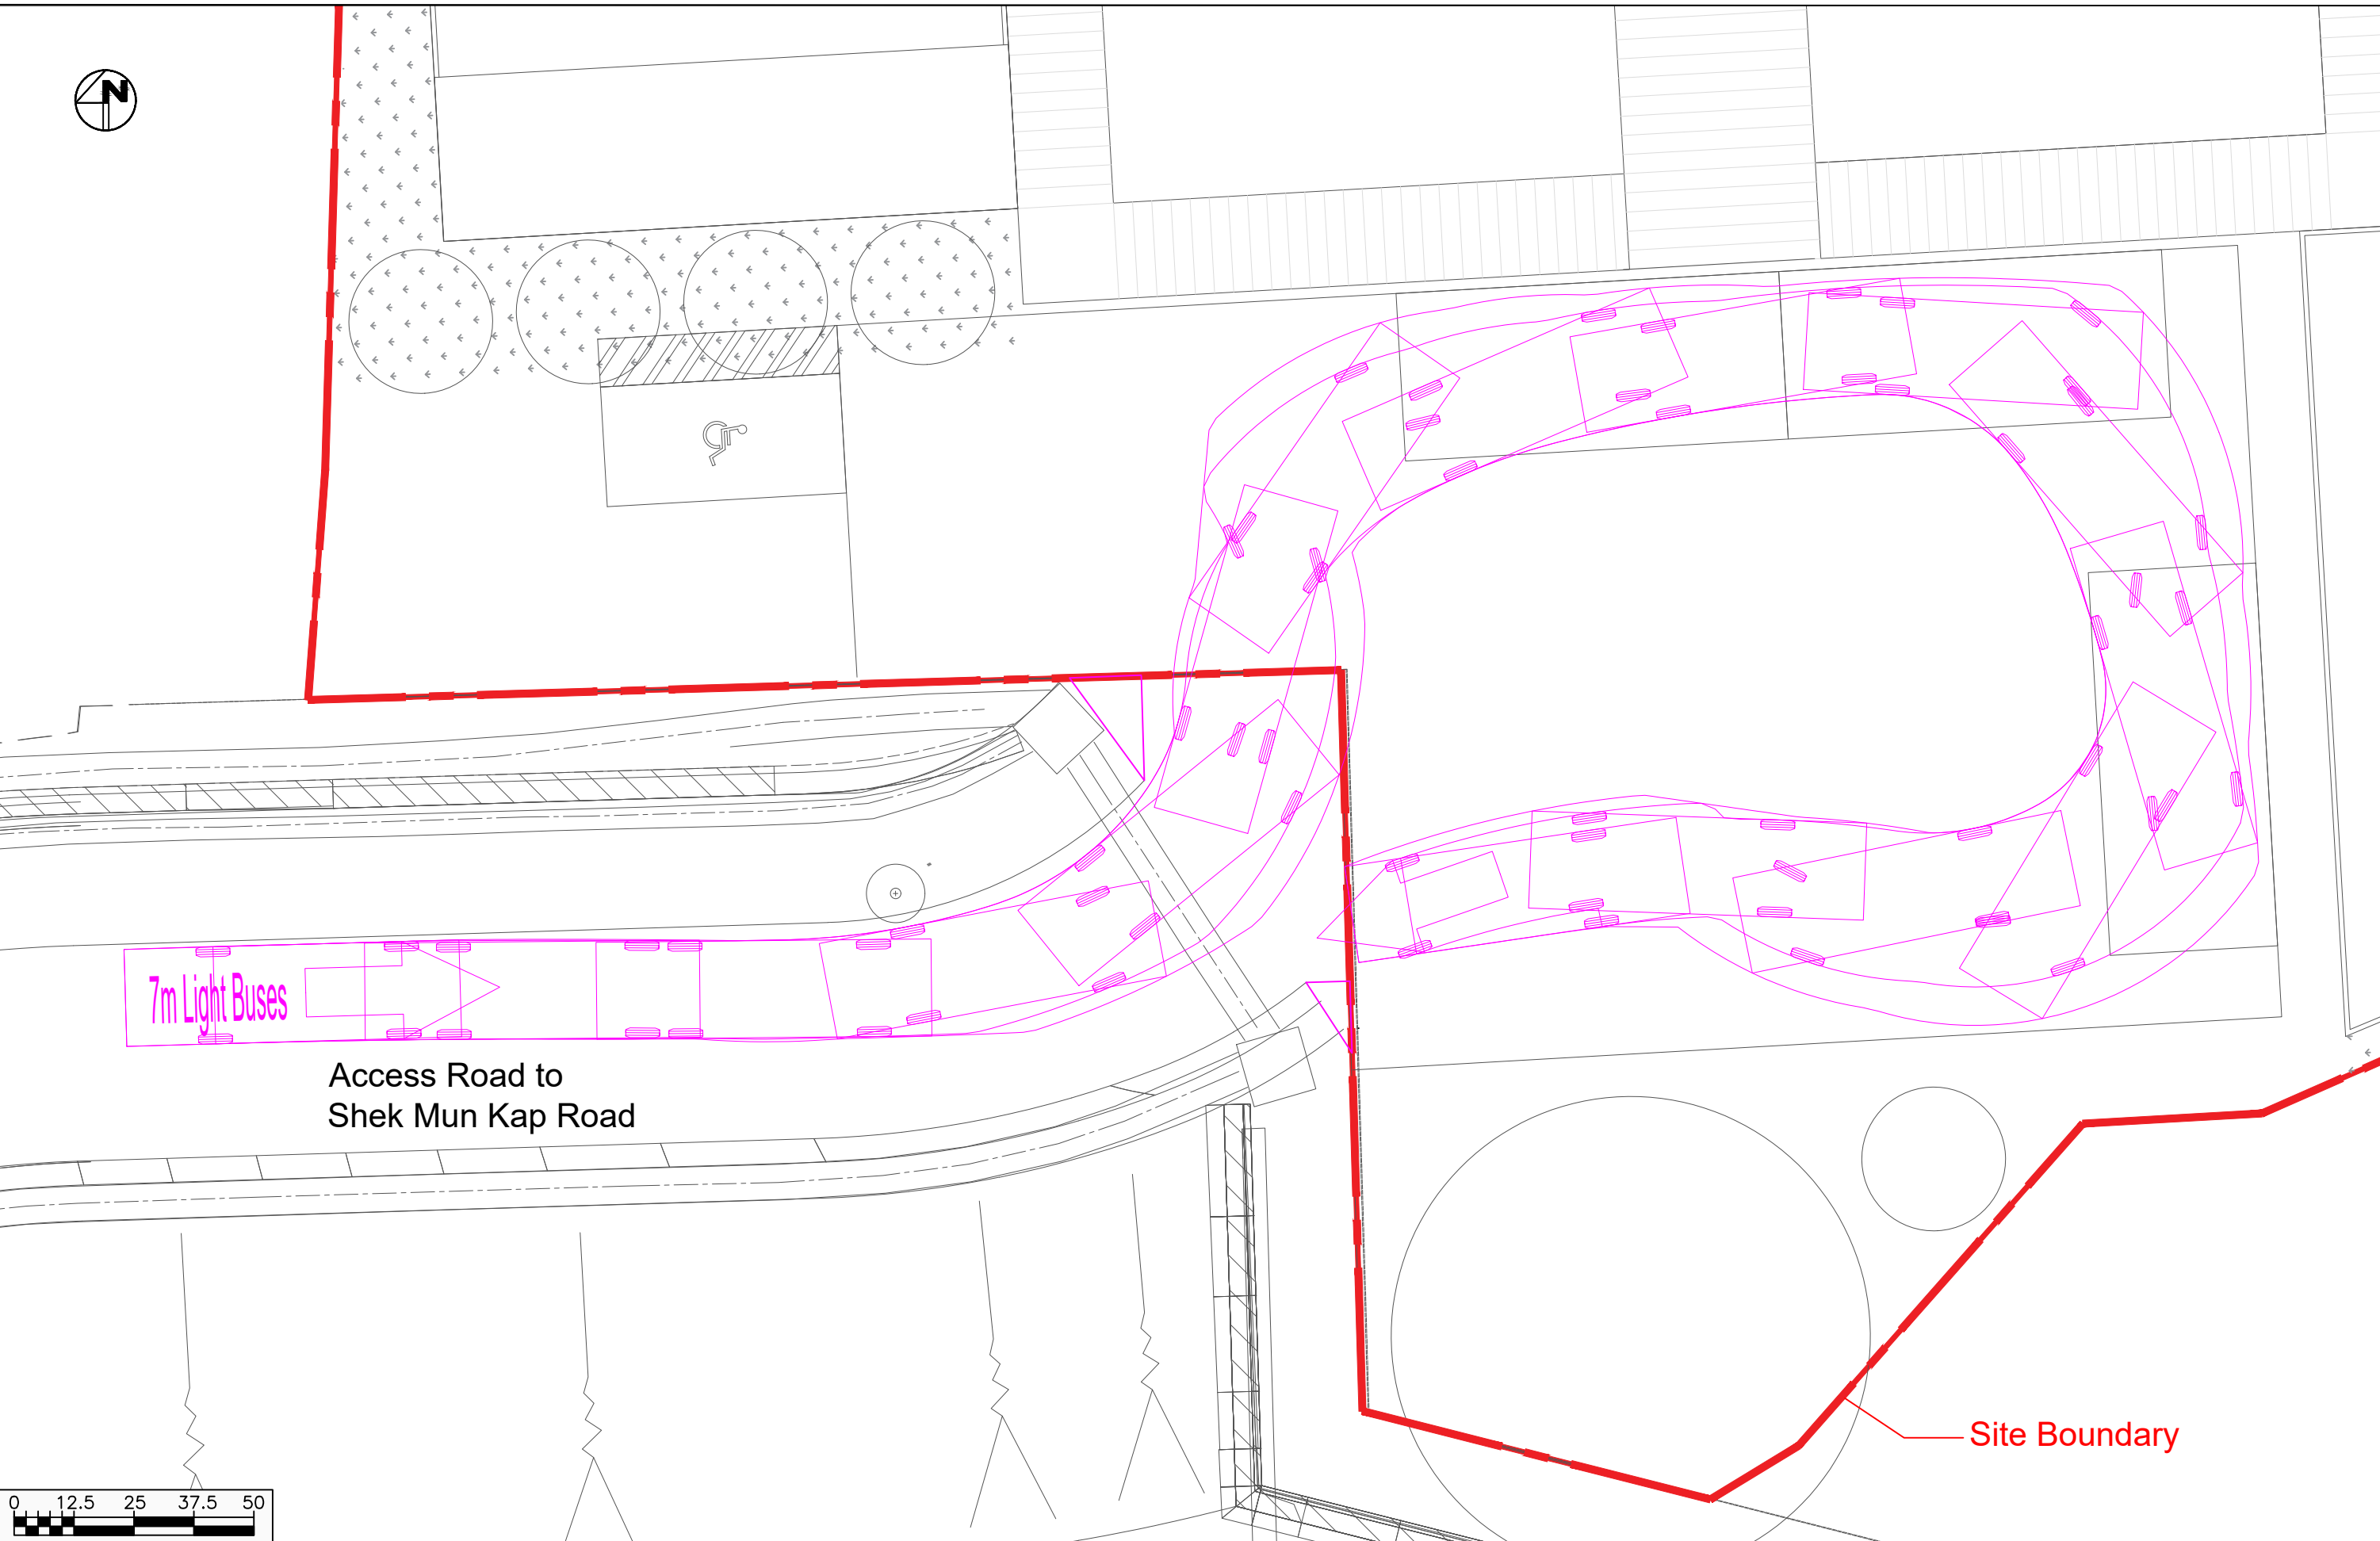 N
7m Light Buses
Access Road to
Shek Mun Kap Road
Site Boundary
0 12.5 25 37.5 50